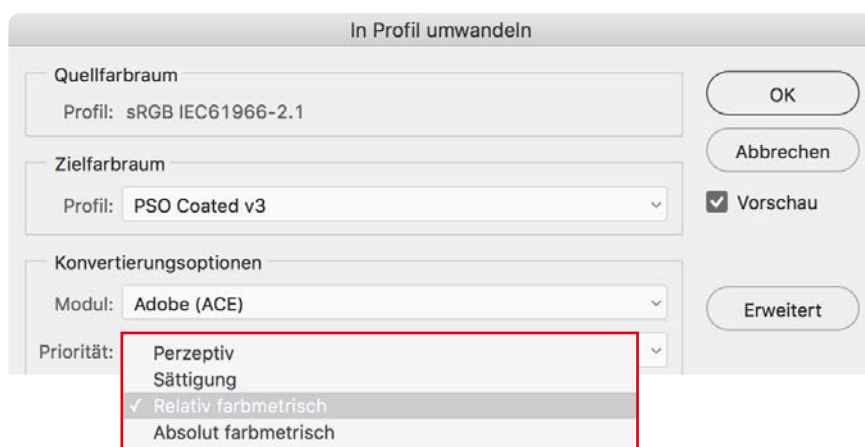 In Profil umwandeln
Quellfarbraum
Profil: sRGB IEC61966-2.1
OK
Abbrechen
Zielfarbraum
Profil: PSO Coated v3
Vorschau
Konvertierungsoptionen
Modul: Adobe (ACE)
Erweitert
Priorität:
Perzeptiv
Sättigung
✓ Relativ farbmetrisch
Absolut farbmetrisch